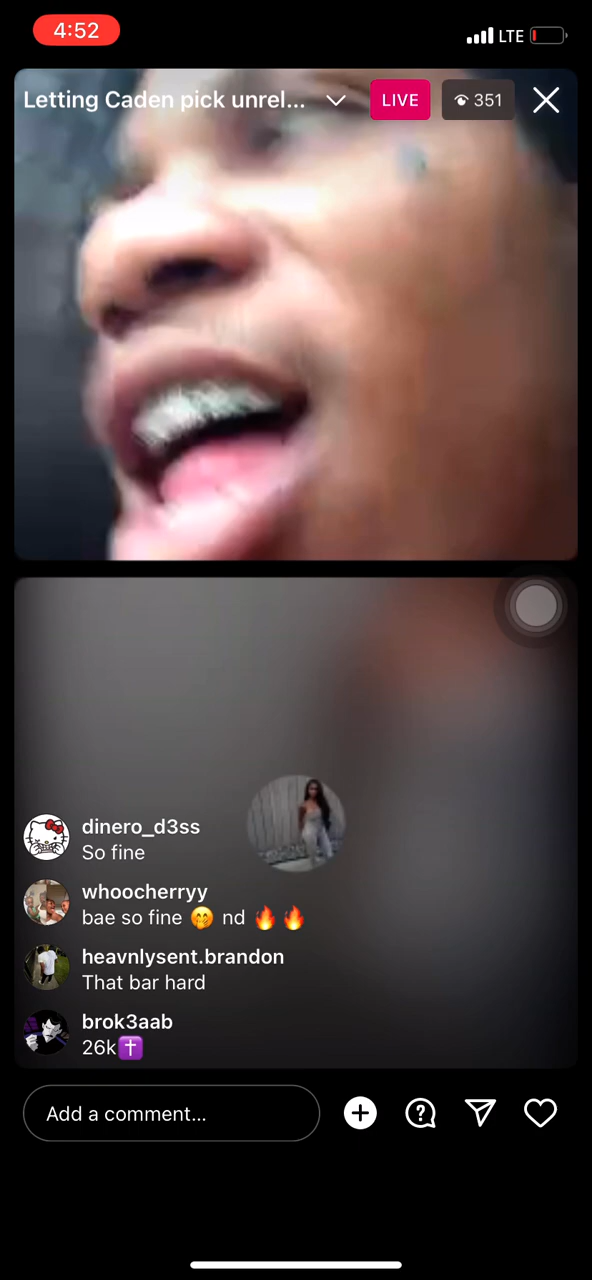 4:52
LTE
Letting Caden pick unrel...
LIVE
351
dinero_d3ss
So fine
whoocherryy
bae so fine 🤭 nd 🔥🔥
heavnlysent.brandon
That bar hard
brok3aab
26k✝️
Add a comment...